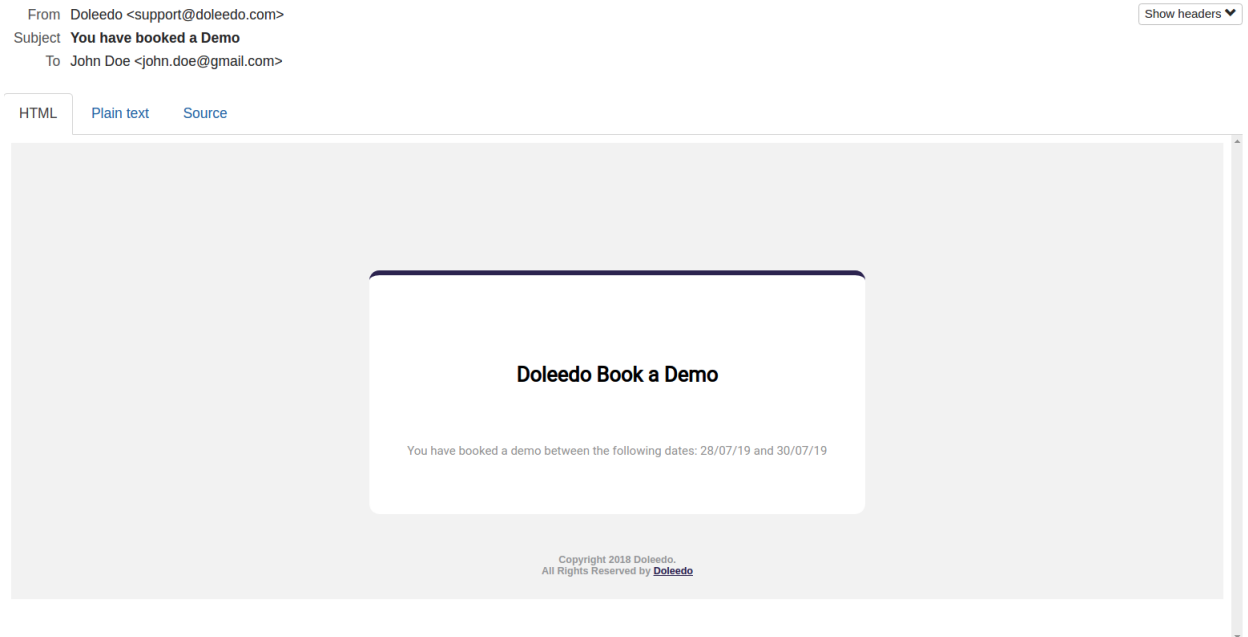 From Doleedo <support@doleedo.com>
Show headers
Subject You have booked a Demo
To John Doe <john.doe@gmail.com>
HTML Plain text Source
Doleedo Book a Demo
You have booked a demo between the following dates: 28/07/19 and 30/07/19
Copyright 2018 Doleedo.
All Rights Reserved by Doleedo